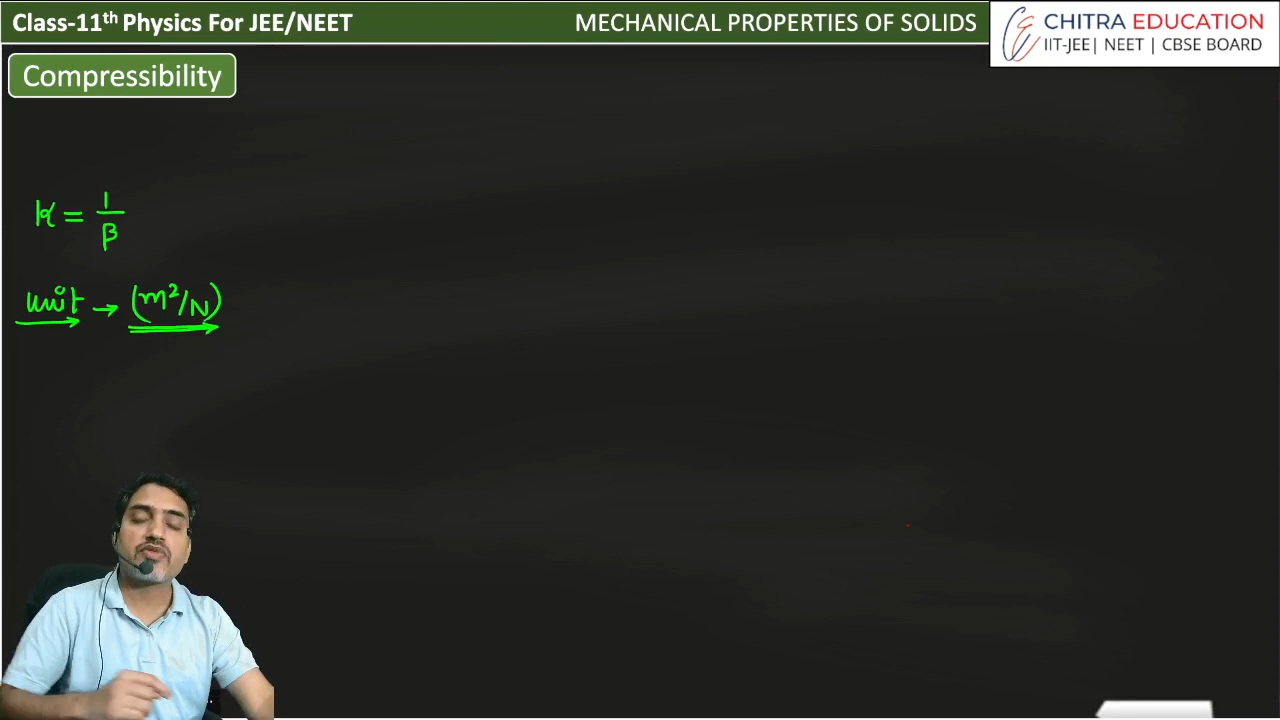 Class-11th Physics For JEE/NEET
MECHANICAL PROPERTIES OF SOLIDS
CHITRA EDUCATION
IIT-JEE| NEET | CBSE BOARD
Compressibility
K = 1/β
unit → (m²/N)